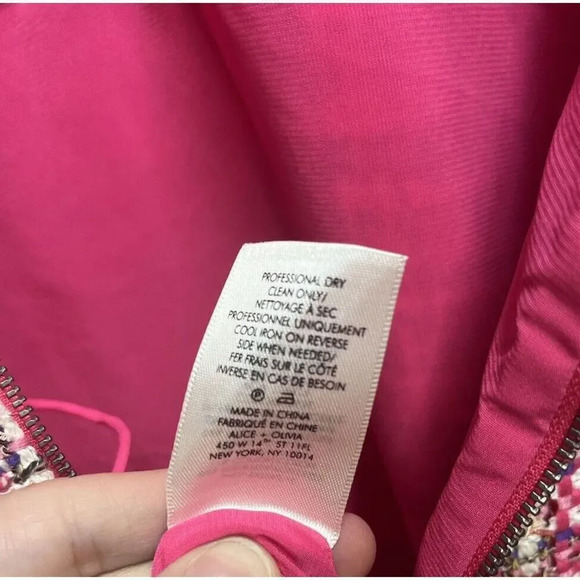 PROFESSIONAL DRY
CLEAN ONLY/
NETTOYAGE À SEC
PROFESSIONNEL UNIQUEMENT
COOL IRON ON REVERSE
SIDE WHEN NEEDED/
FER FRAIS SUR LE CÔTÉ
INVERSE EN CAS DE BESOIN
P
MADE IN CHINA
FABRIQUÉ EN CHINE
ALICE + OLIVIA
450 W 14TH ST 11FL
NEW YORK, NY 10014